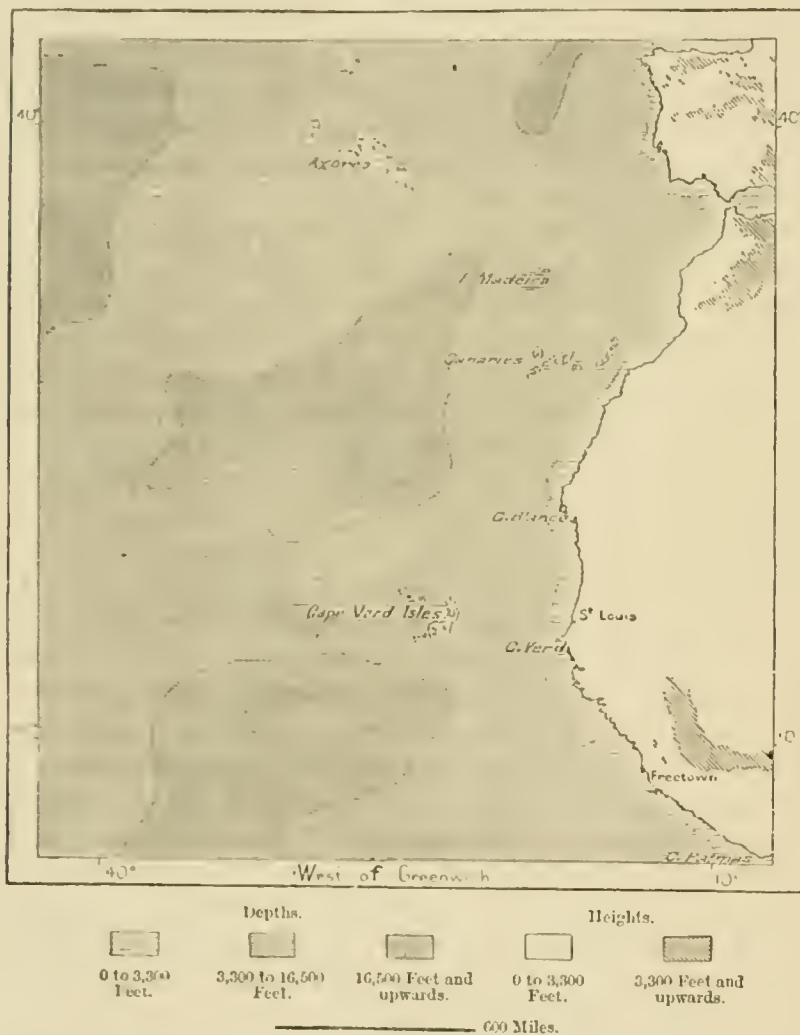 40°
40°
Azores
I. Madeira
Canaries
C. Blanco
Cape Verd Isles
St Louis
C. Verd
10
Freetown
C. Palmas
40°
West of Greenwich
10°
Depths.
Heights.
0 to 3,300 Feet.
3,300 to 16,500 Feet.
16,500 Feet and upwards.
0 to 3,300 Feet.
3,300 Feet and upwards.
600 Miles.